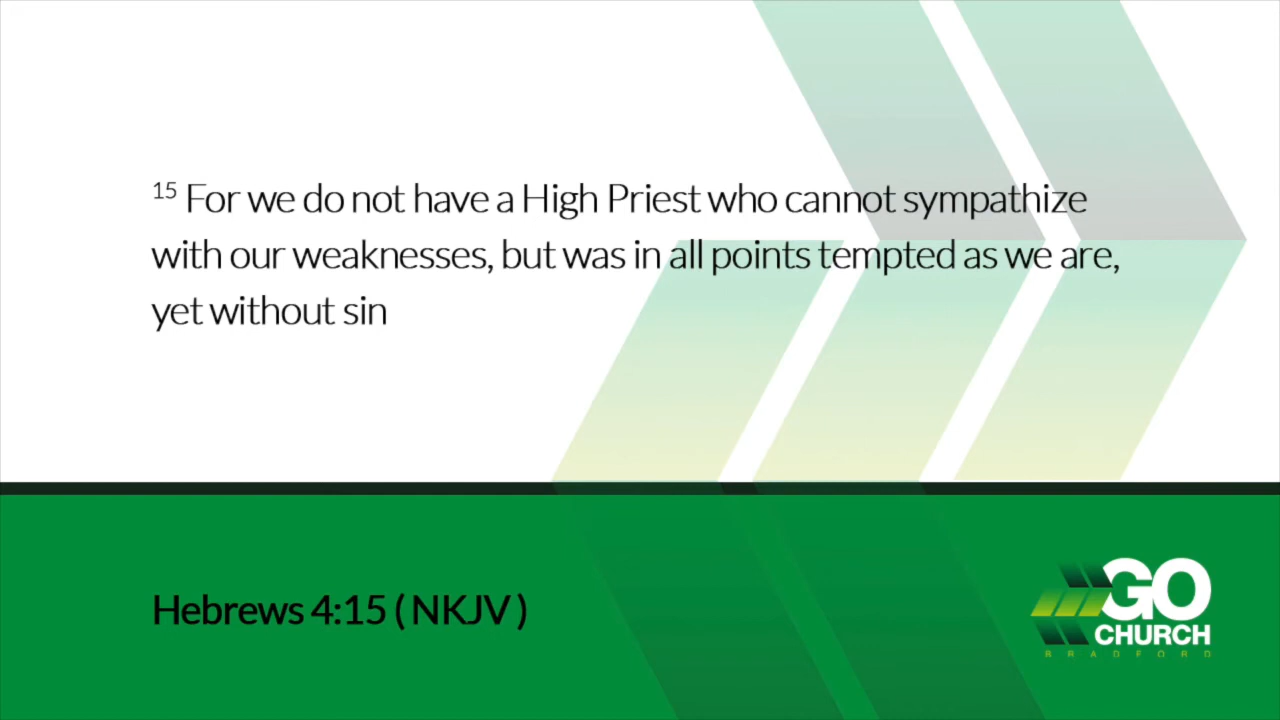 15 For we do not have a High Priest who cannot sympathize
with our weaknesses, but was in all points tempted as we are,
yet without sin
Hebrews 4:15 ( NKJV )
GO
CHURCH
BRADFORD